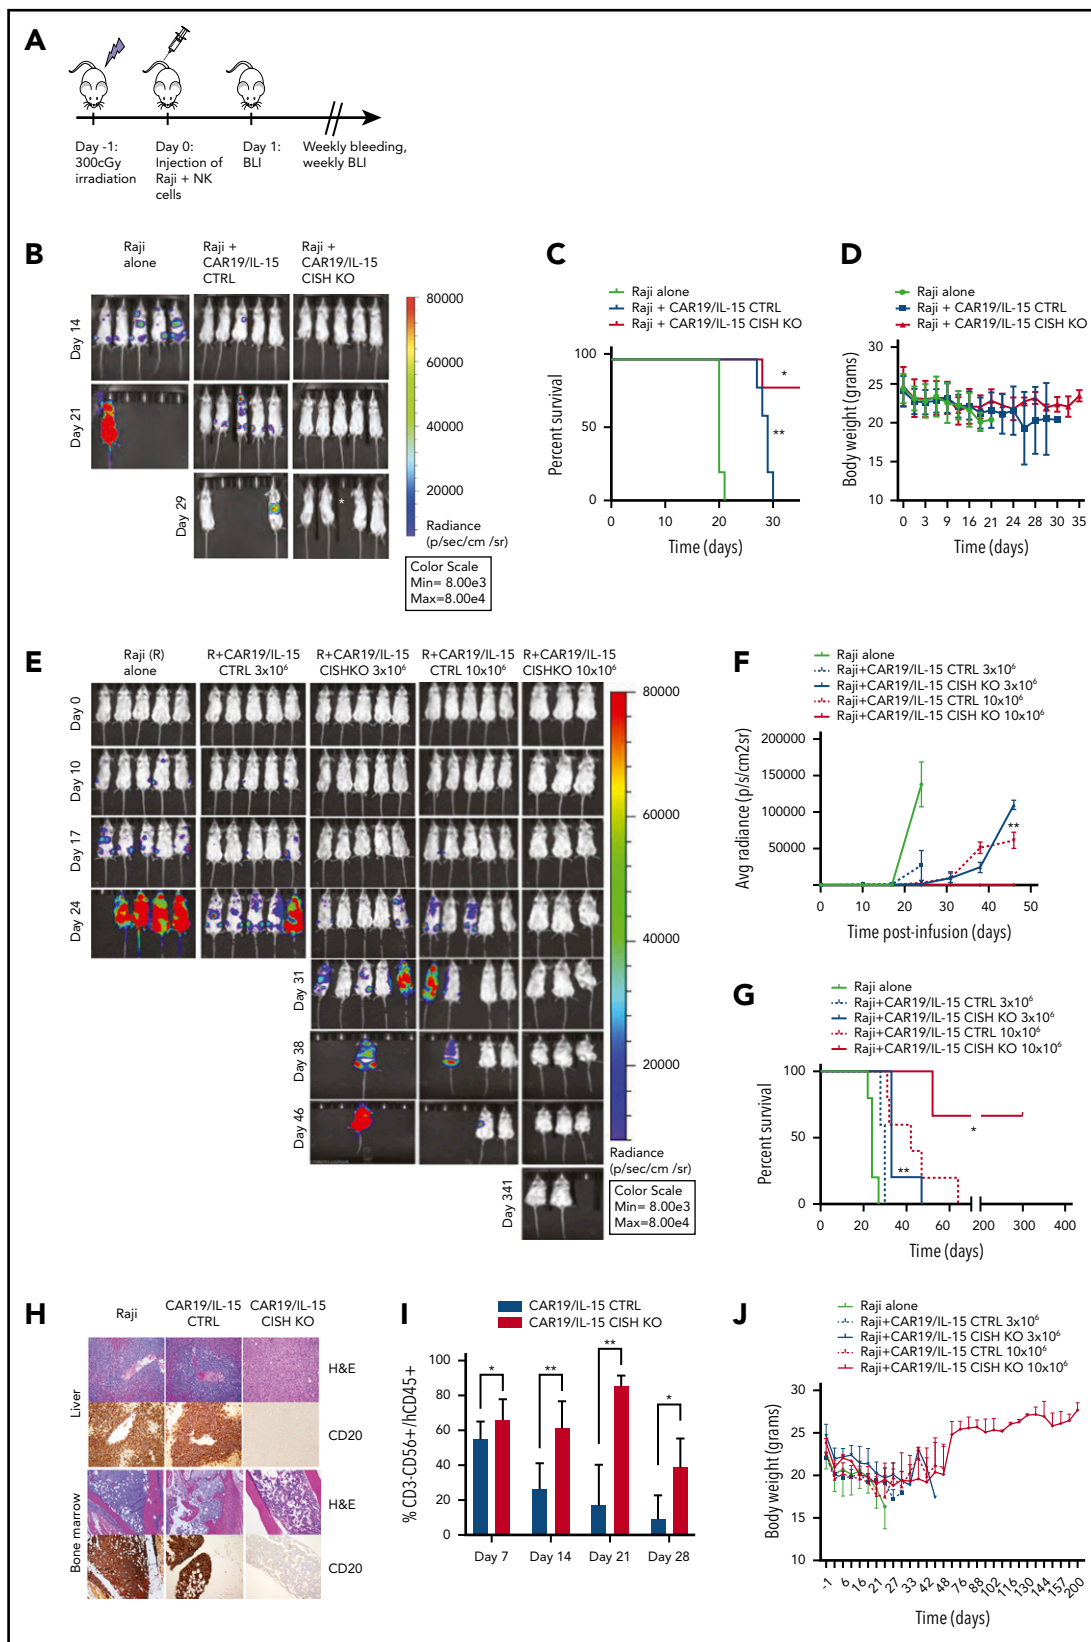 A
Day -1:
300cGy
irradiation
Day 0:
Injection of
Raji + NK
cells
Day 1:
BLI
Weekly bleeding,
weekly BLI
B
Raji
alone
Raji +
CAR19/IL-15
CTRL
Raji +
CAR19/IL-15
CISH KO
Day 14
Day 21
Day 29
*
80000
60000
40000
20000
Radiance
(p/sec/cm /sr)
Color Scale
Min= 8.00e3
Max=8.00e4
C
Raji alone
Raji + CAR19/IL-15 CTRL
Raji + CAR19/IL-15 CISH KO
Percent survival
100
50
0
*
**
0 10 20 30
Time (days)
D
Raji alone
Raji + CAR19/IL-15 CTRL
Raji + CAR19/IL-15 CISH KO
Body weight (grams)
30
25
20
15
10
0 3 9 16 21 24 28 30 35
Time (days)
E
Raji (R)
alone
R+CAR19/IL-15
CTRL 3x10⁶
R+CAR19/IL-15
CISHKO 3x10⁶
R+CAR19/IL-15
CTRL 10x10⁶
R+CAR19/IL-15
CISHKO 10x10⁶
Day 0
Day 10
Day 17
Day 24
Day 31
Day 38
Day 46
Day 341
80000
60000
40000
20000
Radiance
(p/sec/cm /sr)
Color Scale
Min= 8.00e3
Max=8.00e4
F
Raji alone
Raji+CAR19/IL-15 CTRL 3x10⁶
Raji+CAR19/IL-15 CISH KO 3x10⁶
Raji+CAR19/IL-15 CTRL 10x10⁶
Raji+CAR19/IL-15 CISH KO 10x10⁶
Avg radiance (p/s/cm2sr)
200000
150000
100000
50000
0
**
0 10 20 30 40 50
Time post-infusion (days)
G
Raji alone
Raji+CAR19/IL-15 CTRL 3x10⁶
Raji+CAR19/IL-15 CISH KO 3x10⁶
Raji+CAR19/IL-15 CTRL 10x10⁶
Raji+CAR19/IL-15 CISH KO 10x10⁶
Percent survival
100
50
0
**
*
0 20 40 60 200 300 400
Time (days)
H
Raji
CAR19/IL-15
CTRL
CAR19/IL-15
CISH KO
Liver
H&E
CD20
Bone marrow
H&E
CD20
I
CAR19/IL-15 CTRL
CAR19/IL-15 CISH KO
% CD3-CD56+/hCD45+
100
80
60
40
20
0
*
**
**
*
Day 7 Day 14 Day 21 Day 28
J
Raji alone
Raji+CAR19/IL-15 CTRL 3x10⁶
Raji+CAR19/IL-15 CISH KO 3x10⁶
Raji+CAR19/IL-15 CTRL 10x10⁶
Raji+CAR19/IL-15 CISH KO 10x10⁶
Body weight (grams)
30
25
20
15
10
-1 6 16 21 27 33 42 48 76 88 102 116 130 144 157 200
Time (days)